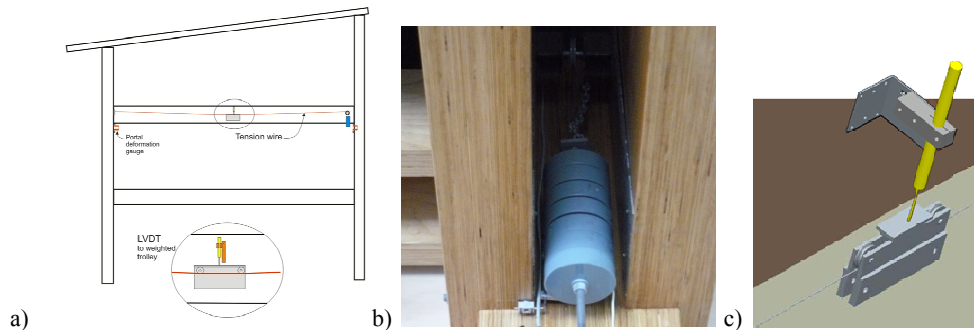 Portal
deformation
gauge
Tension wire
LVDT
to weighted
trolley
a)
b)
c)